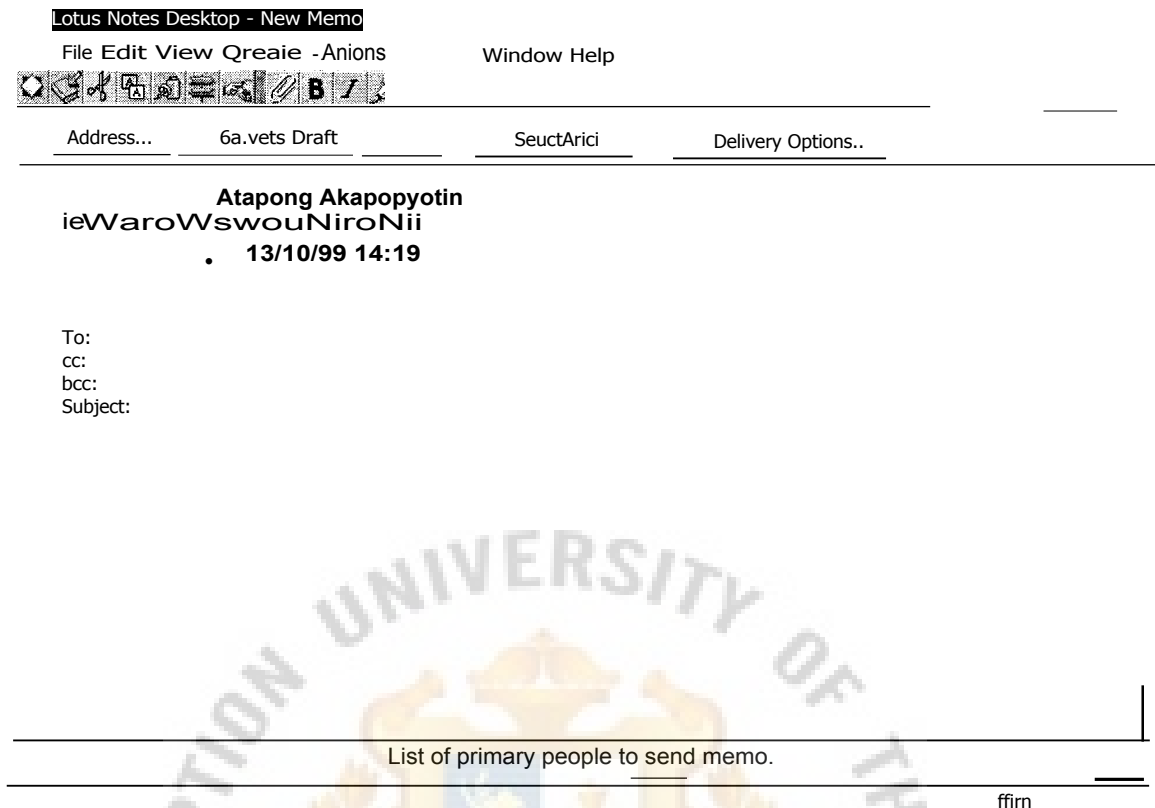 Lotus Notes Desktop - New Memo
File Edit View Qreaie -Anions Window Help
B I
Address... 6a.vets Draft SeuctArici Delivery Options..
Atapong Akapopyotin
ieWaroWswouNiroNii
• 13/10/99 14:19
To:
cc:
bcc:
Subject:
UNIVERSITY OF
List of primary people to send memo.
ffirn